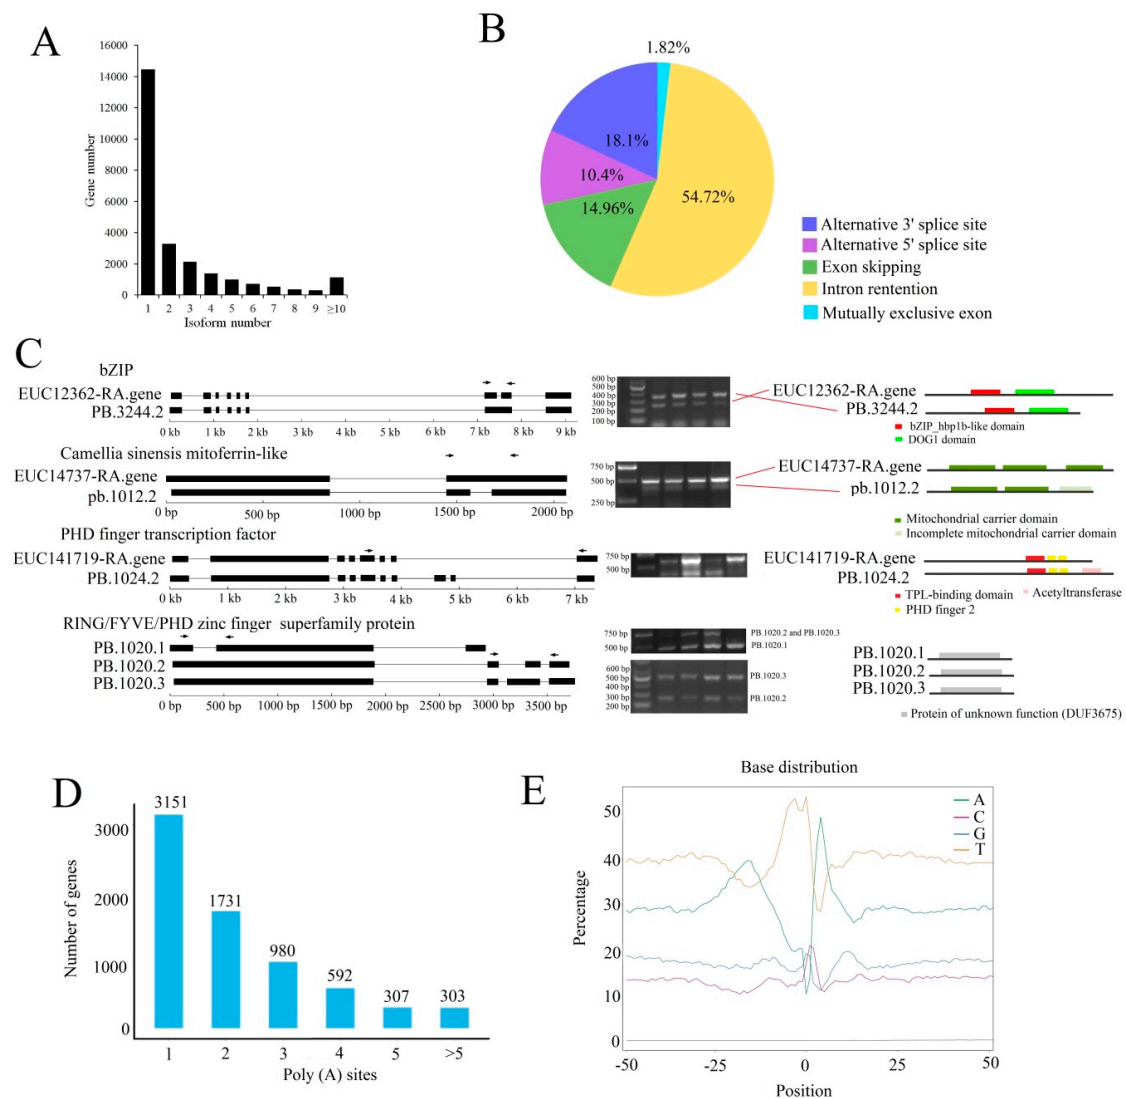 A
16000
14000
12000
10000
8000
6000
4000
2000
0
Gene number
1 2 3 4 5 6 7 8 9 ≥10
Isoform number
B
1.82%
18.1%
10.4%
14.96%
54.72%
Alternative 3' splice site
Alternative 5' splice site
Exon skipping
Intron rentention
Mutually exclusive exon
C
bZIP
EUC12362-RA.gene
PB.3244.2
0 kb 1 kb 2 kb 3 kb 4 kb 5 kb 6 kb 7 kb 8 kb 9 kb
600 bp
500 bp
400 bp
300 bp
200 bp
100 bp
EUC12362-RA.gene
PB.3244.2
bZIP_hbp1b-like domain
DOG1 domain
Camellia sinensis mitoferrin-like
EUC14737-RA.gene
pb.1012.2
0 bp 500 bp 1000 bp 1500 bp 2000 bp
750 bp
500 bp
250 bp
EUC14737-RA.gene
pb.1012.2
Mitochondrial carrier domain
Incomplete mitochondrial carrier domain
PHD finger transcription factor
EUC141719-RA.gene
PB.1024.2
0 kb 1 kb 2 kb 3 kb 4 kb 5 kb 6 kb 7 kb
750 bp
500 bp
EUC141719-RA.gene
PB.1024.2
TPL-binding domain
Acetyltransferase
PHD finger 2
RING/FYVE/PHD zinc finger superfamily protein
PB.1020.1
PB.1020.2
PB.1020.3
0 bp 500 bp 1000 bp 1500 bp 2000 bp 2500 bp 3000 bp 3500 bp
750 bp
500 bp
PB.1020.2 and PB.1020.3
PB.1020.1
600 bp
500 bp
400 bp
300 bp
200 bp
PB.1020.3
PB.1020.2
PB.1020.1
PB.1020.2
PB.1020.3
Protein of unknown function (DUF3675)
D
3000
2000
1000
0
Number of genes
3151
1731
980
592
307
303
1 2 3 4 5 >5
Poly (A) sites
E
Base distribution
50
40
30
20
10
0
Percentage
A
C
G
T
-50 -25 0 25 50
Position